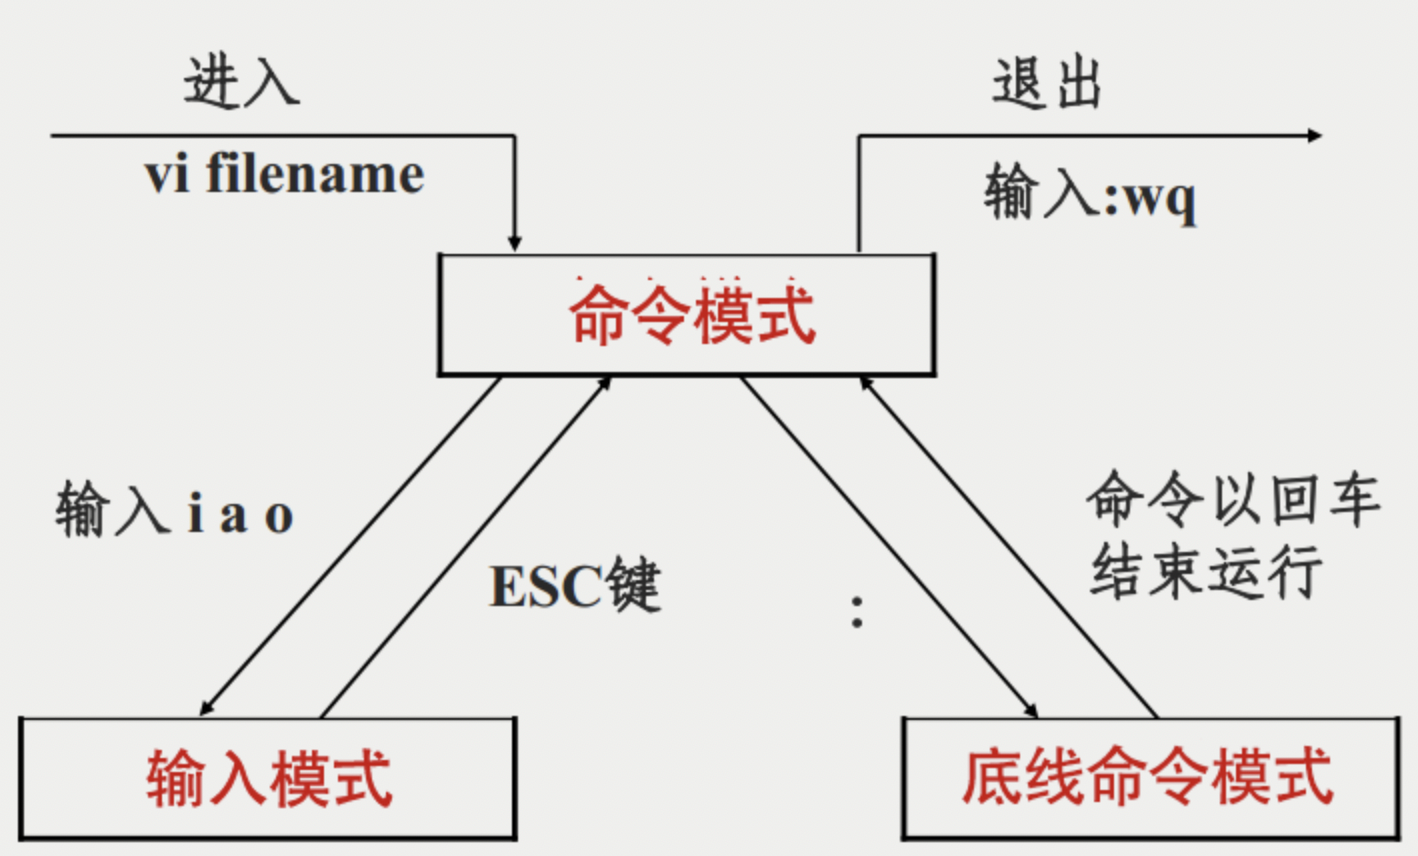 进入
vi filename
退出
输入:wq
命令模式
输入 i a o
ESC键
:
命令以回车
结束运行
输入模式
底线命令模式